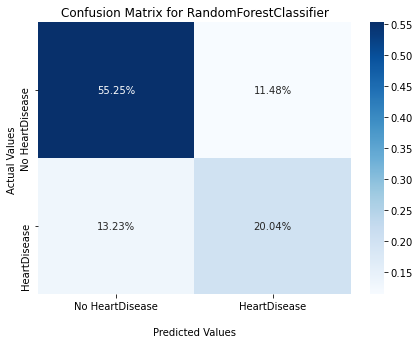 Confusion Matrix for RandomForestClassifier
Actual Values
No HeartDisease
HeartDisease
55.25%
11.48%
13.23%
20.04%
No HeartDisease
HeartDisease
Predicted Values
0.55
0.50
0.45
0.40
0.35
0.30
0.25
0.20
0.15